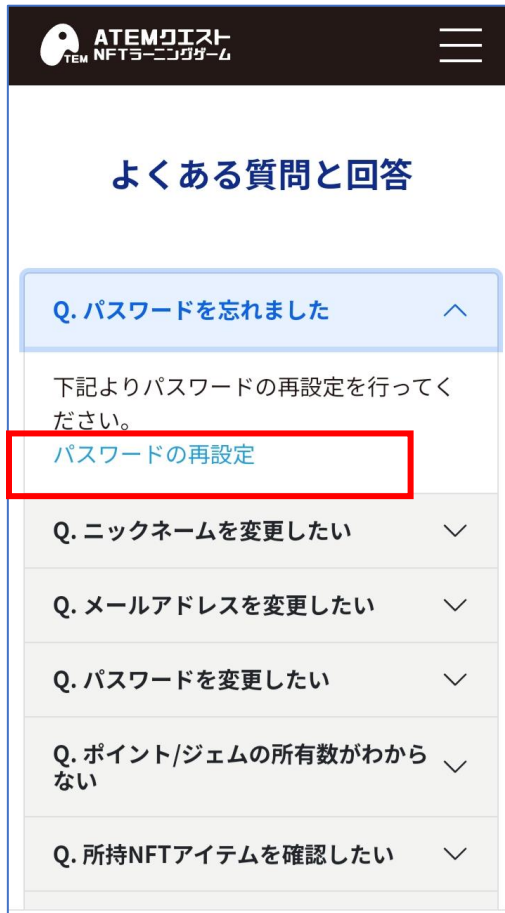 ATEMクエスト
TEM NFTラーニングゲーム
よくある質問と回答
Q. パスワードを忘れました
下記よりパスワードの再設定を行ってく
ださい。
パスワードの再設定
Q. ニックネームを変更したい
Q. メールアドレスを変更したい
Q. パスワードを変更したい
Q. ポイント/ジェムの所有数がわから
ない
Q. 所持NFTアイテムを確認したい